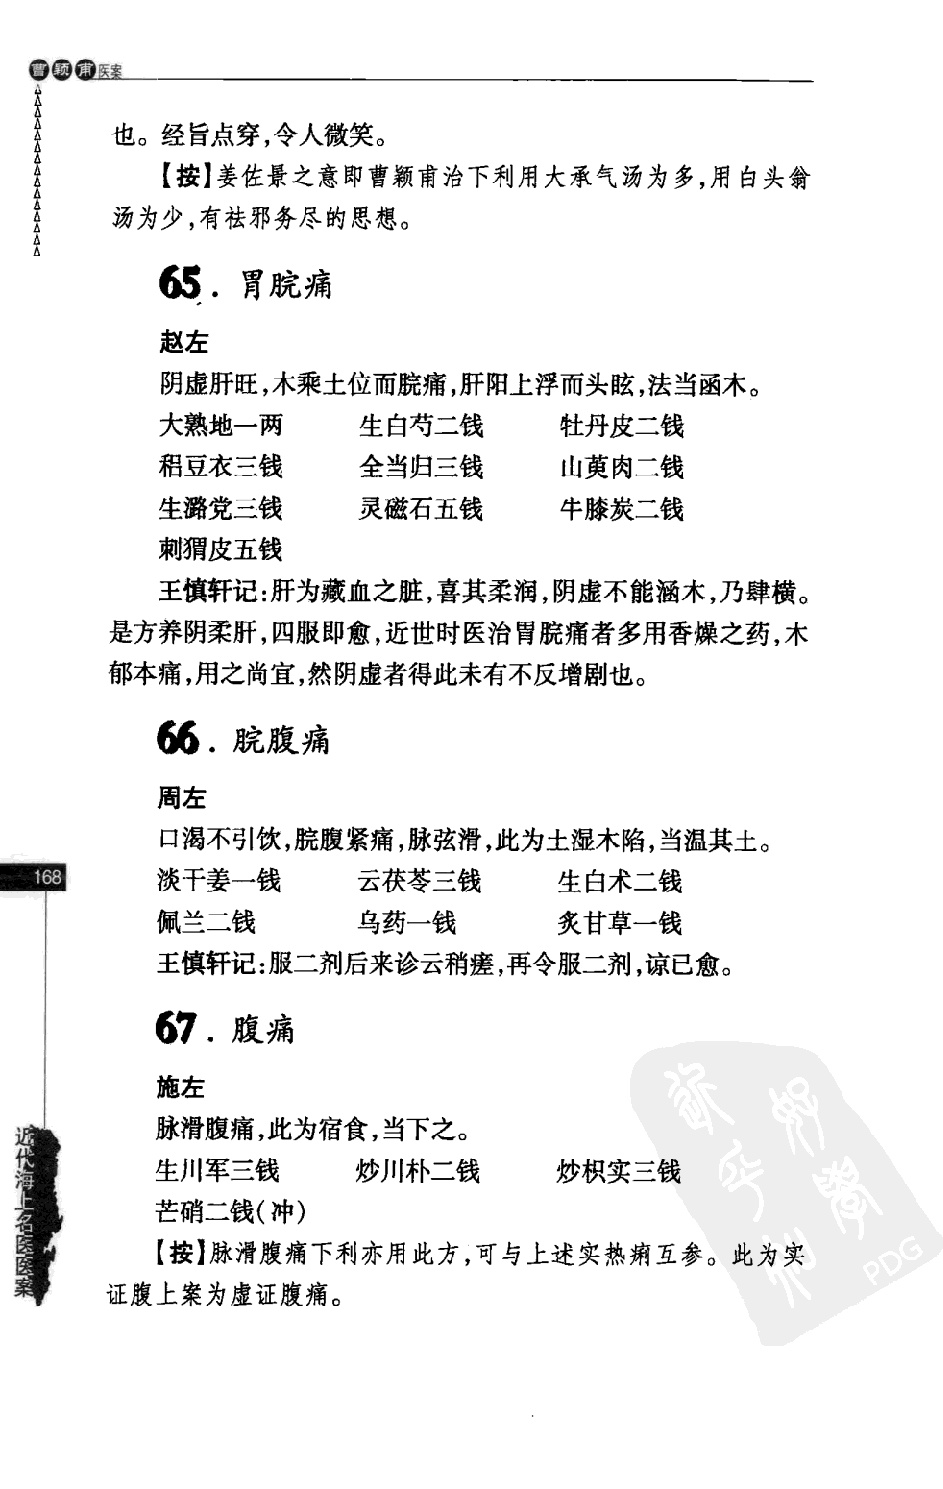 曹颖甫医案
也。经旨点穿,令人微笑。
【按】姜佐景之意即曹颖甫治下利用大承气汤为多,用白头翁
汤为少,有祛邪务尽的思想。
65. 胃脘痛
赵左
阴虚肝旺,木乘土位而脘痛,肝阳上浮而头眩,法当函木。
大熟地一两 生白芍二钱 牡丹皮二钱
稆豆衣三钱 全当归三钱 山萸肉二钱
生潞党三钱 灵磁石五钱 牛膝炭二钱
刺猬皮五钱
王慎轩记:肝为藏血之脏,喜其柔润,阴虚不能涵木,乃肆横。
是方养阴柔肝,四服即愈,近世时医治胃脘痛者多用香燥之药,木
郁本痛,用之尚宜,然阴虚者得此未有不反增剧也。
66. 脘腹痛
周左
口渴不引饮,脘腹紧痛,脉弦滑,此为土湿木陷,当温其土。
淡干姜一钱 云茯苓三钱 生白术二钱
佩兰二钱 乌药一钱 炙甘草一钱
王慎轩记:服二剂后来诊云稍瘥,再令服二剂,谅已愈。
67. 腹痛
施左
脉滑腹痛,此为宿食,当下之。
生川军三钱 炒川朴二钱 炒枳实三钱
芒硝二钱(冲)
【按】脉滑腹痛下利亦用此方,可与上述实热痢互参。此为实
证腹上案为虚证腹痛。
168
近代海上名医医案
PDG